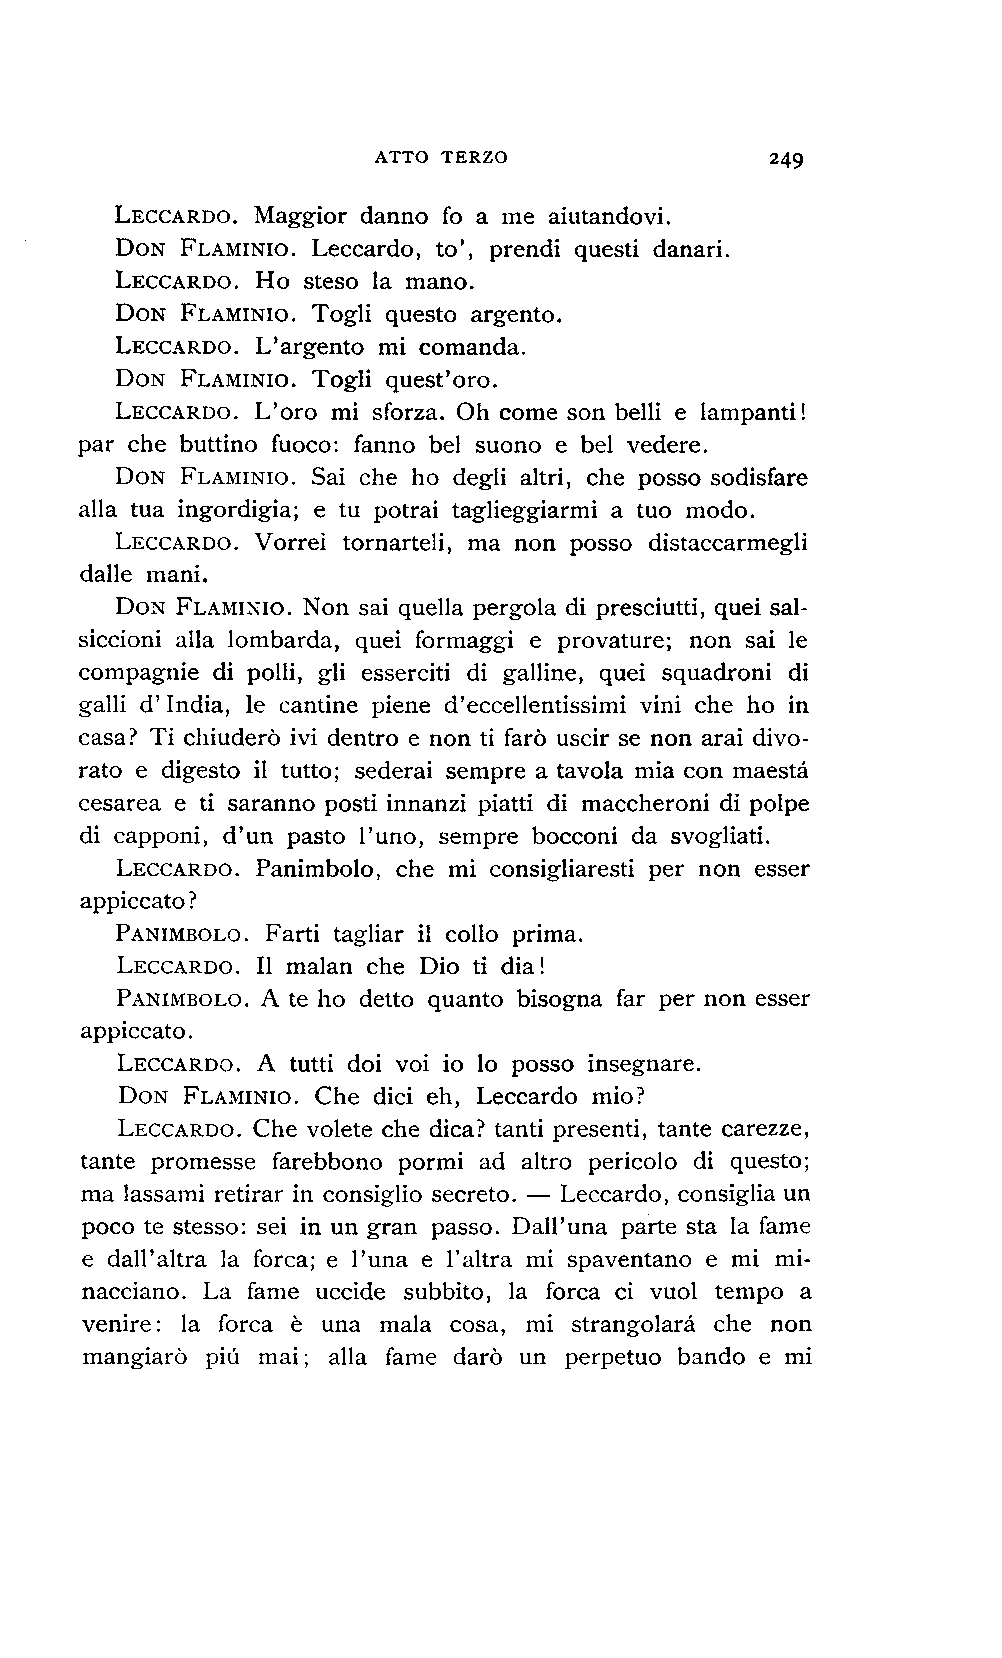 ATTO TERZO 249
LECCARDO. Maggior danno fo a me aiutandovi.
DON FLAMINIO. Leccardo, to', prendi questi danari.
LECCARDO. Ho steso la mano.
DON FLAMINIO. Togli questo argento.
LECCARDO. L'argento mi comanda.
DON FLAMINIO. Togli quest'oro.
LECCARDO. L'oro mi sforza. Oh come son belli e lampanti!
par che buttino fuoco: fanno bel suono e bel vedere.
DON FLAMINIO. Sai che ho degli altri, che posso sodisfare
alla tua ingordigia; e tu potrai taglieggiarmi a tuo modo.
LECCARDO. Vorrei tornarteli, ma non posso distaccarmegli
dalle mani.
DON FLAMINIO. Non sai quella pergola di presciutti, quei sal-
siccioni alla lombarda, quei formaggi e provature; non sai le
compagnie di polli, gli esserciti di galline, quei squadroni di
galli d'India, le cantine piene d'eccellentissimi vini che ho in
casa? Ti chiuderò ivi dentro e non ti farò uscir se non arai divo-
rato e digesto il tutto; sederai sempre a tavola mia con maestá
cesarea e ti saranno posti innanzi piatti di maccheroni di polpe
di capponi, d'un pasto l'uno, sempre bocconi da svogliati.
LECCARDO. Panimbolo, che mi consigliaresti per non esser
appiccato?
PANIMBOLO. Farti tagliar il collo prima.
LECCARDO. Il malan che Dio ti dia!
PANIMBOLO. A te ho detto quanto bisogna far per non esser
appiccato.
LECCARDO. A tutti doi voi io lo posso insegnare.
DON FLAMINIO. Che dici eh, Leccardo mio?
LECCARDO. Che volete che dica? tanti presenti, tante carezze,
tante promesse farebbono pormi ad altro pericolo di questo;
ma lassami retirar in consiglio secreto. — Leccardo, consiglia un
poco te stesso: sei in un gran passo. Dall'una parte sta la fame
e dall'altra la forca; e l'una e l'altra mi spaventano e mi mi-
nacciano. La fame uccide subbito, la forca ci vuol tempo a
venire: la forca è una mala cosa, mi strangolará che non
mangiarò piú mai; alla fame darò un perpetuo bando e mi